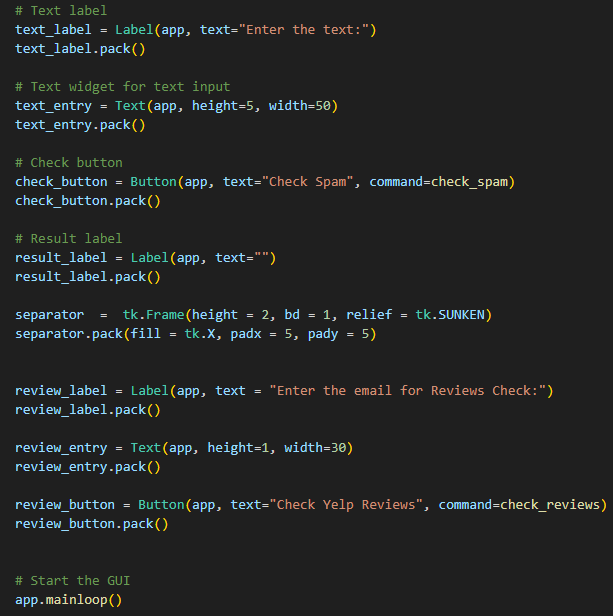 # Text label
text_label = Label(app, text="Enter the text:")
text_label.pack()
# Text widget for text input
text_entry = Text(app, height=5, width=50)
text_entry.pack()
# Check button
check_button = Button(app, text="Check Spam", command=check_spam)
check_button.pack()
# Result label
result_label = Label(app, text="")
result_label.pack()
separator  =  tk.Frame(height = 2, bd = 1, relief = tk.SUNKEN)
separator.pack(fill = tk.X, padx = 5, pady = 5)
review_label = Label(app, text = "Enter the email for Reviews Check:")
review_label.pack()
review_entry = Text(app, height=1, width=30)
review_entry.pack()
review_button = Button(app, text="Check Yelp Reviews", command=check_reviews)
review_button.pack()
# Start the GUI
app.mainloop()